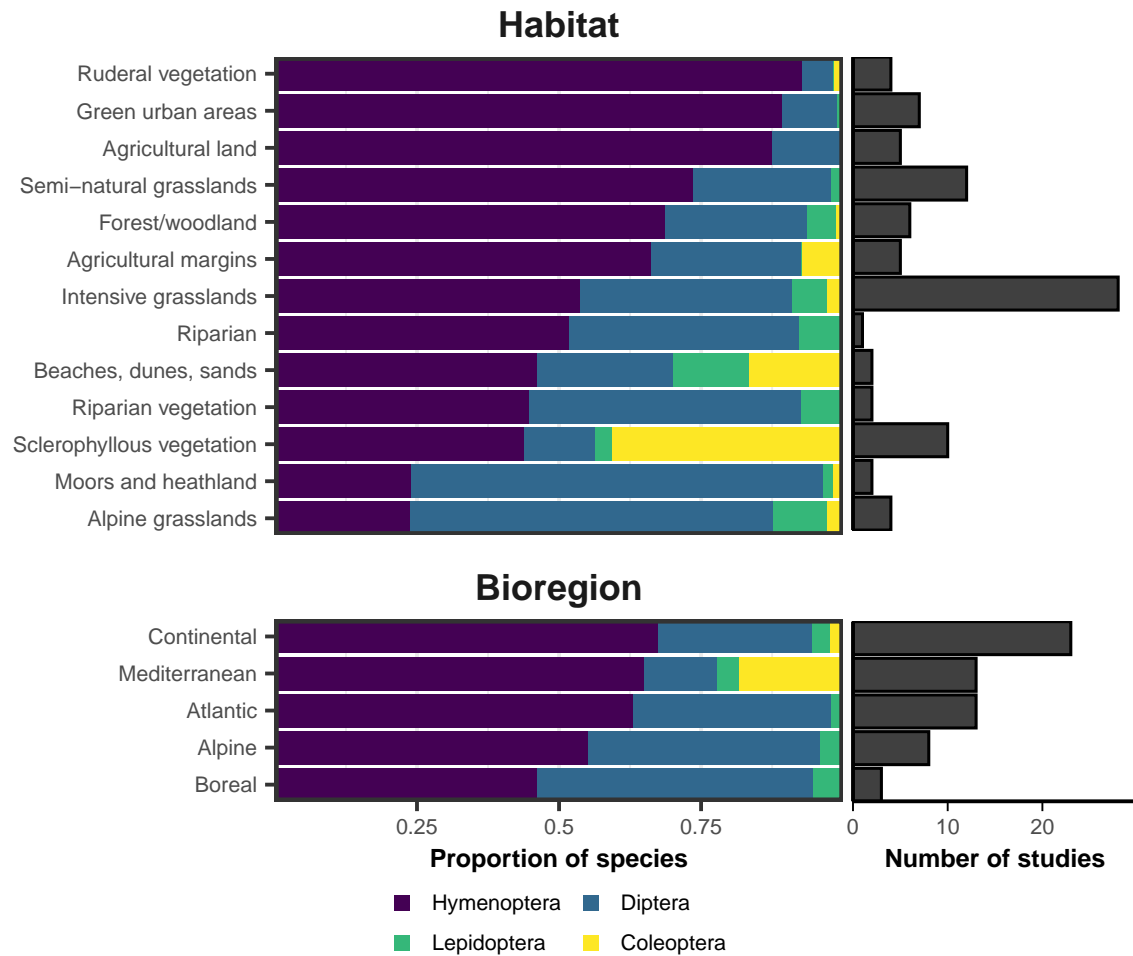 Habitat
Ruderal vegetation
Green urban areas
Agricultural land
Semi−natural grasslands
Forest/woodland
Agricultural margins
Intensive grasslands
Riparian
Beaches, dunes, sands
Riparian vegetation
Sclerophyllous vegetation
Moors and heathland
Alpine grasslands
Bioregion
Continental
Mediterranean
Atlantic
Alpine
Boreal
0.25 0.5 0.75 0 10 20
Proportion of species Number of studies
Hymenoptera Diptera
Lepidoptera Coleoptera